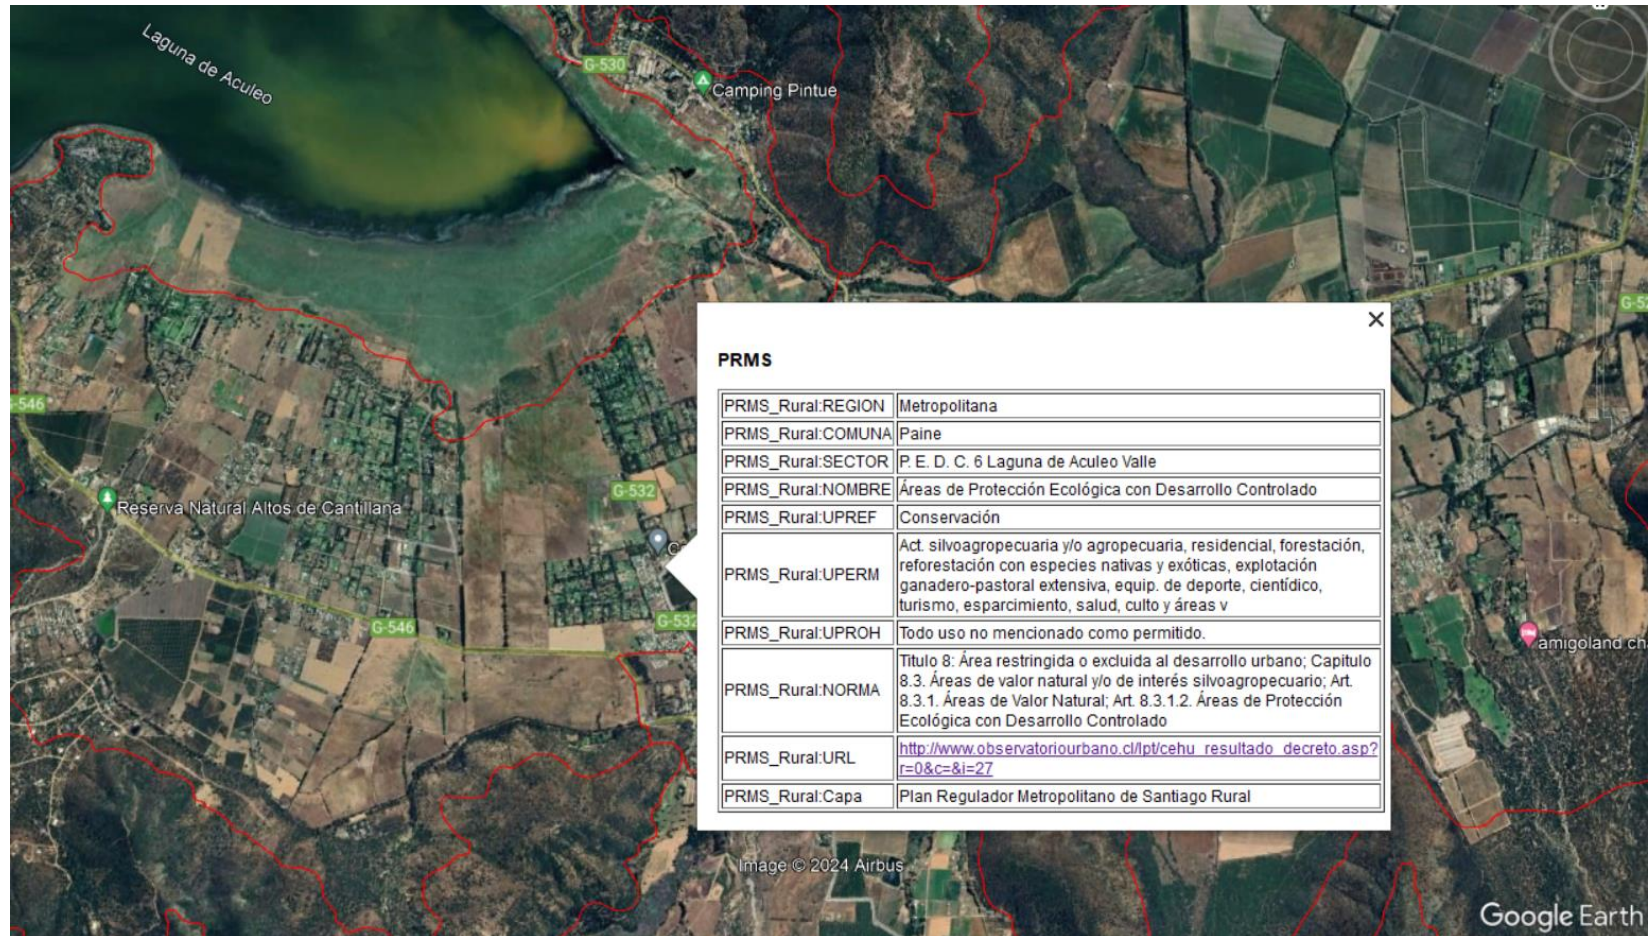 Laguna de Aculeo
G-530
Camping Pintue
G-546
Reserva Natural Altos de Cantillana
G-532
G-546
G-532
PRMS
PRMS_Rural:REGION Metropolitana
PRMS_Rural:COMUNA Paine
PRMS_Rural:SECTOR P. E. D. C. 6 Laguna de Aculeo Valle
PRMS_Rural:NOMBRE Áreas de Protección Ecológica con Desarrollo Controlado
PRMS_Rural:UPREF Conservación
PRMS_Rural:UPERM Act. silvoagropecuaria y/o agropecuaria, residencial, forestación,
reforestación con especies nativas y exóticas, explotación
ganadero-pastoral extensiva, equip. de deporte, cientídico,
turismo, esparcimiento, salud, culto y áreas v
PRMS_Rural:UPROH Todo uso no mencionado como permitido.
PRMS_Rural:NORMA Titulo 8: Área restringida o excluida al desarrollo urbano; Capitulo
8.3. Áreas de valor natural y/o de interés silvoagropecuario; Art.
8.3.1. Áreas de Valor Natural; Art. 8.3.1.2. Áreas de Protección
Ecológica con Desarrollo Controlado
PRMS_Rural:URL http://www.observatoriourbano.cl/lpt/cehu_resultado_decreto.asp?
r=0&c=&i=27
PRMS_Rural:Capa Plan Regulador Metropolitano de Santiago Rural
amigoland
Image © 2024 Airbus
Google Earth